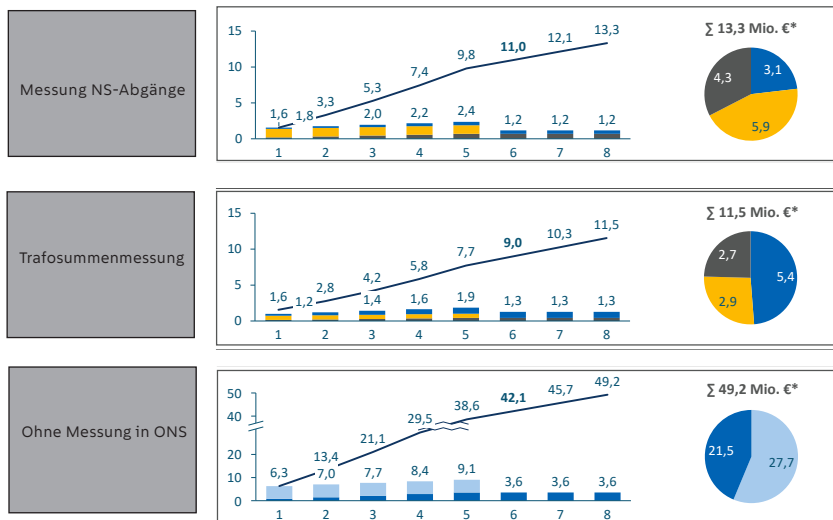 Messung NS-Abgänge
15
10
5
0
1,6 1,8 3,3 5,3 7,4 9,8 11,0 12,1 13,3
2,0 2,2 2,4 1,2 1,2 1,2
1 2 3 4 5 6 7 8
∑ 13,3 Mio. €*
4,3 3,1
5,9
Trafosummenmessung
15
10
5
0
1,6 1,2 2,8 4,2 5,8 7,7 9,0 10,3 11,5
1,4 1,6 1,9 1,3 1,3 1,3
1 2 3 4 5 6 7 8
∑ 11,5 Mio. €*
2,7 5,4
2,9
Ohne Messung in ONS
50
40
20
10
0
6,3 13,4 21,1 29,5 38,6 42,1 45,7 49,2
7,0 7,7 8,4 9,1 3,6 3,6 3,6
1 2 3 4 5 6 7 8
∑ 49,2 Mio. €*
21,5 27,7